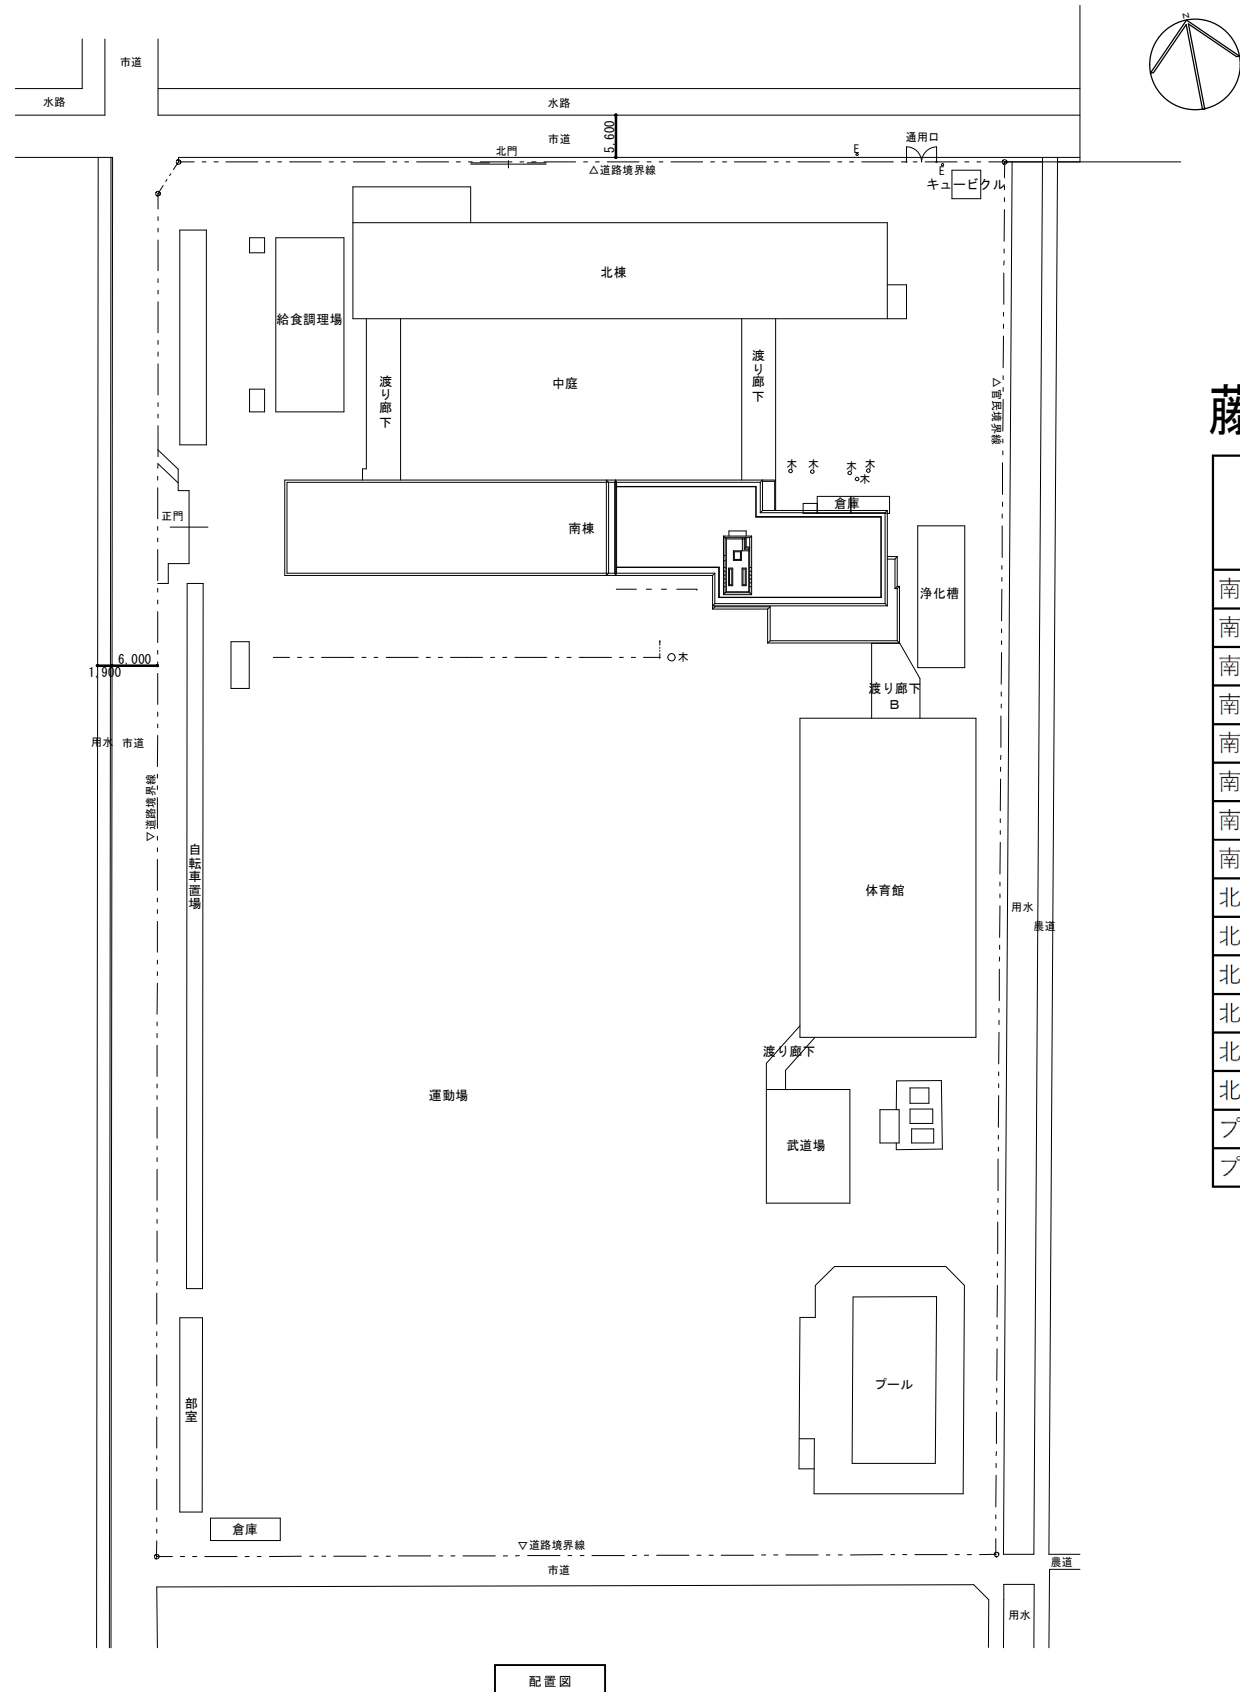 N
市道
水路
水路
市道
5,600
通用口
北門
E
△道路境界線
E
キュービクル
北棟
給食調理場
渡り廊下
中庭
渡り廊下
△官民境界線
藤
木
木
木
木
木
倉庫
正門
南棟
浄化槽
南
南
南
南
南
南
南
南
北
北
北
北
北
北
プ
プ
6,000
1,900
木
渡り廊下
B
用水
市道
▽道路境界線
自転車置場
体育館
用水
農道
渡り廊下
運動場
武道場
プール
部室
倉庫
▽道路境界線
市道
農道
用水
配置図